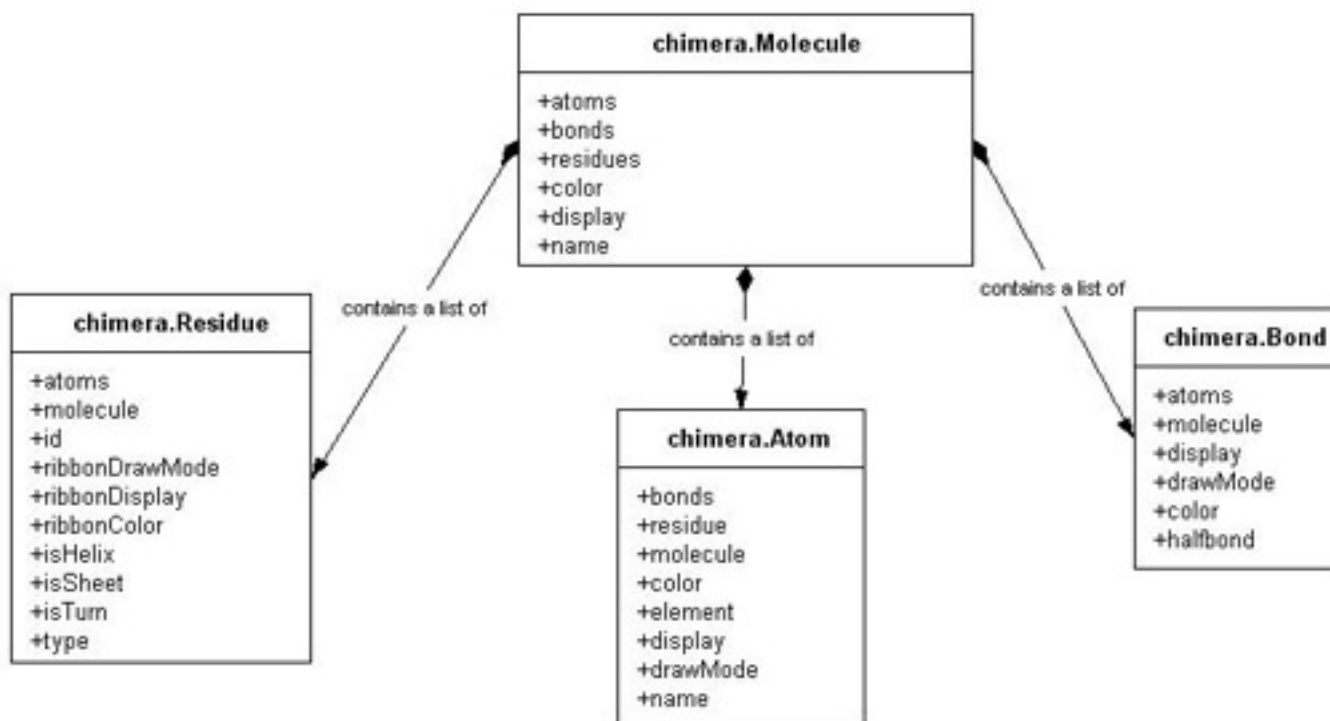 chimera.Molecule
+atoms
+bonds
+residues
+color
+display
+name
contains a list of
contains a list of
contains a list of
chimera.Residue
+atoms
+molecule
+id
+ribbonDrawMode
+ribbonDisplay
+ribbonColor
+isHelix
+isSheet
+isTurn
+type
chimera.Atom
+bonds
+residue
+molecule
+color
+element
+display
+drawMode
+name
chimera.Bond
+atoms
+molecule
+display
+drawMode
+color
+halfbond